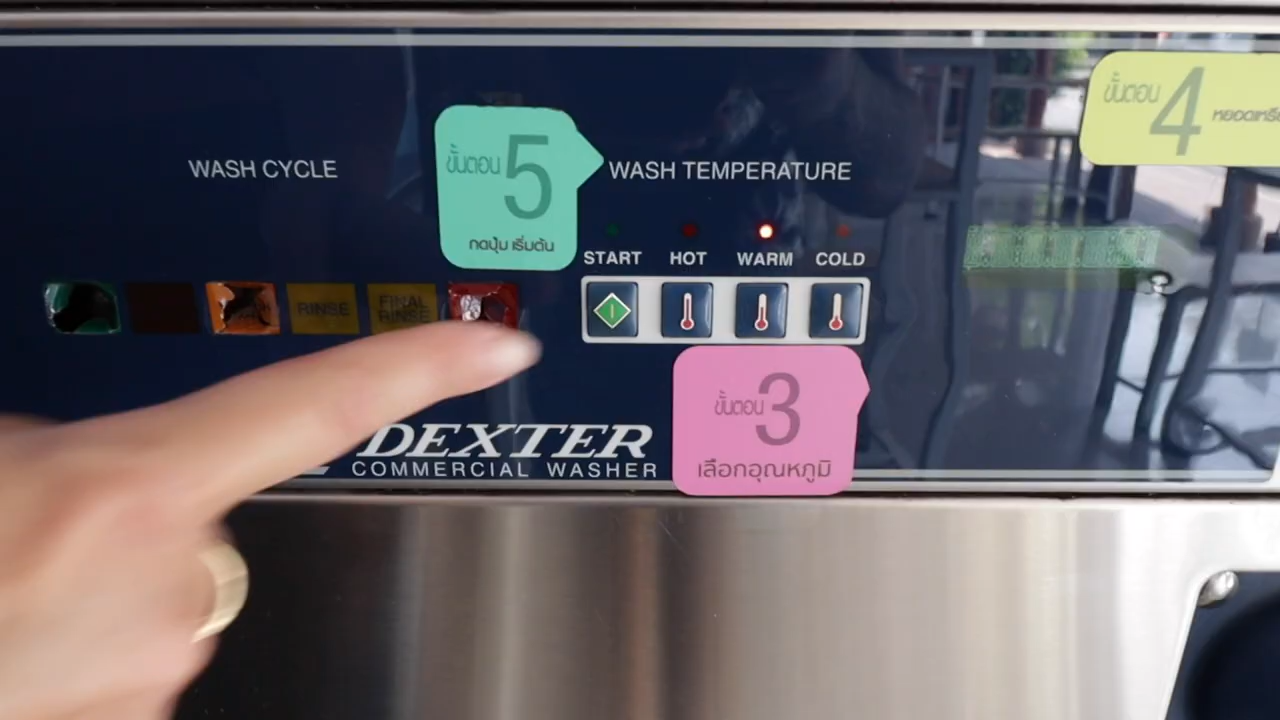 WASH CYCLE
ขั้นตอน 5
กดปุ่ม เริ่มต้น
WASH TEMPERATURE
START HOT WARM COLD
ขั้นตอน 4
RINSE
FINAL
RINSE
DEXTER
COMMERCIAL WASHER
ขั้นตอน 3
เลือกอุณหภูมิ